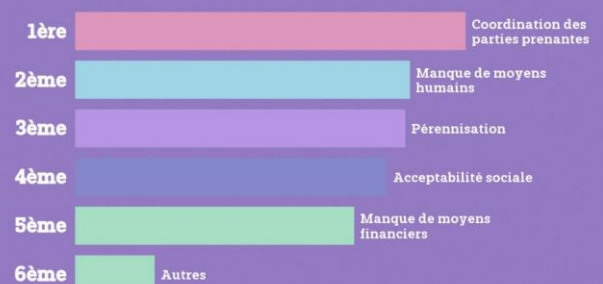 1ère
Coordination des
parties prenantes
2ème
Manque de moyens
humains
3ème
Pérennisation
4ème
Acceptabilité sociale
5ème
Manque de moyens
financiers
6ème
Autres